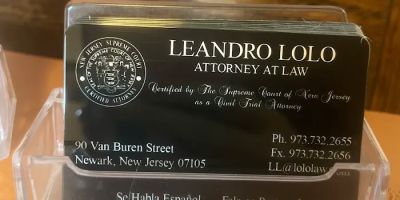 LEANDRO LOLO
ATTORNEY AT LAW
Certified by The Supreme Court of New Jersey
as a Civil Trial Attorney
NEW JERSEY SUPREME COURT
CERTIFIED ATTORNEY
90 Van Buren Street
Newark, New Jersey 07105
Ph. 973.732.2655
Fx. 973.732.2656
LL@lololaw
Se Habla Español